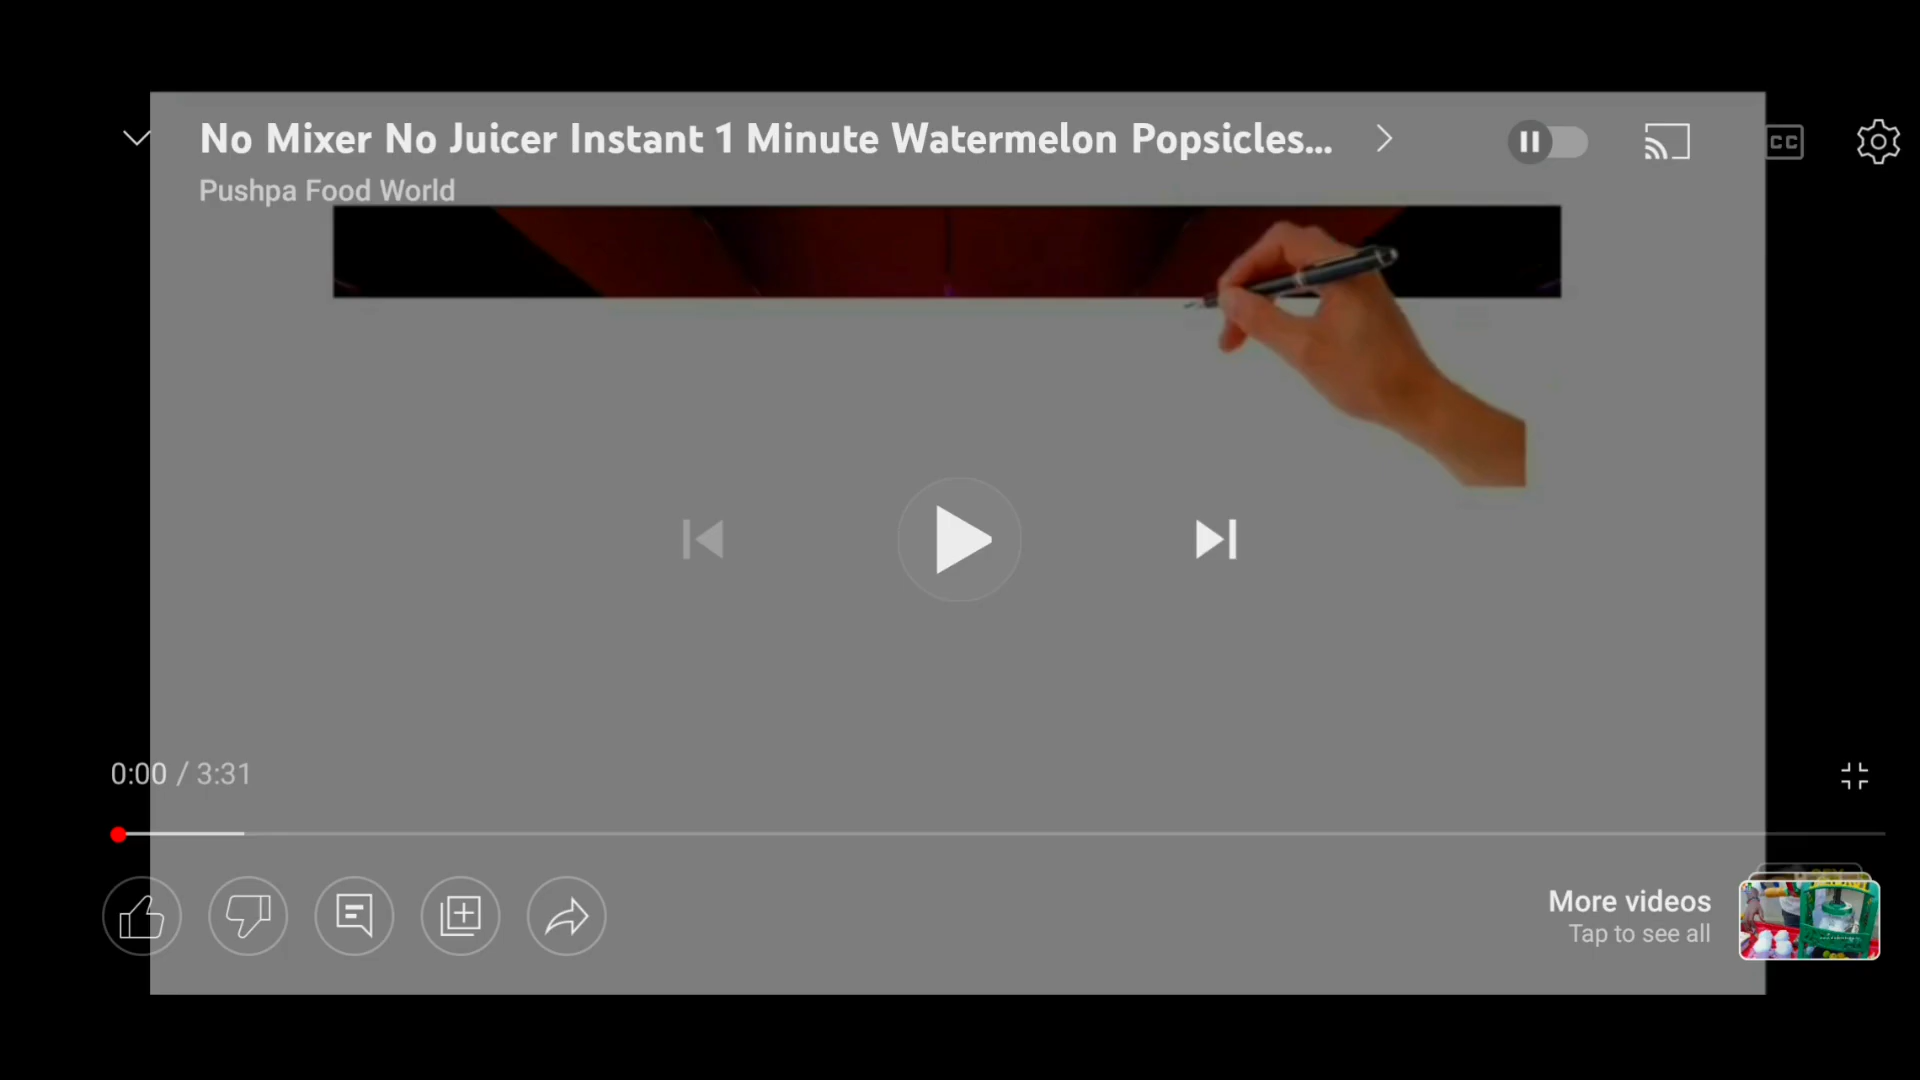 No Mixer No Juicer Instant 1 Minute Watermelon Popsicles...
Pushpa Food World
CC
0:00 / 3:31
More videos
Tap to see all